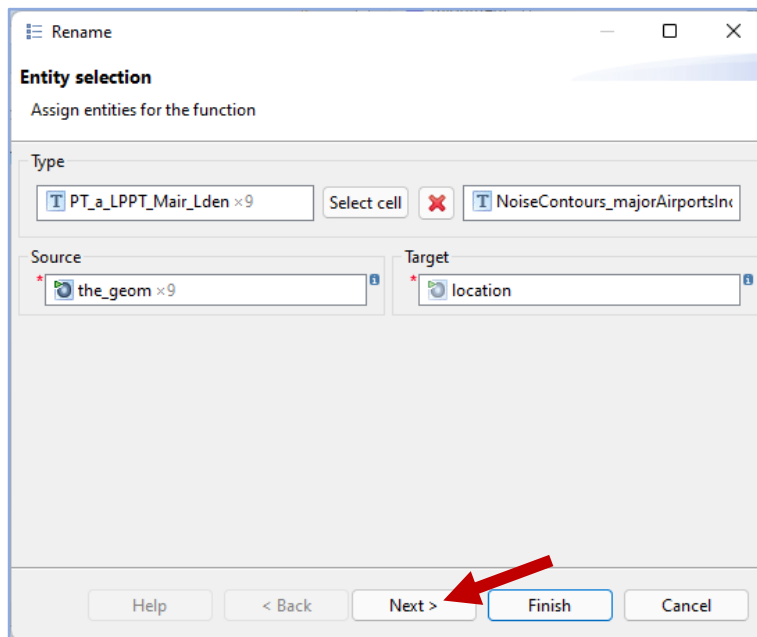 Rename
Entity selection
Assign entities for the function
Type
T PT_a_LPPT_Mair_Lden ×9 Select cell T NoiseContours_majorAirportsInc
Source Target
* the_geom ×9 i * location i
Help < Back Next > Finish Cancel